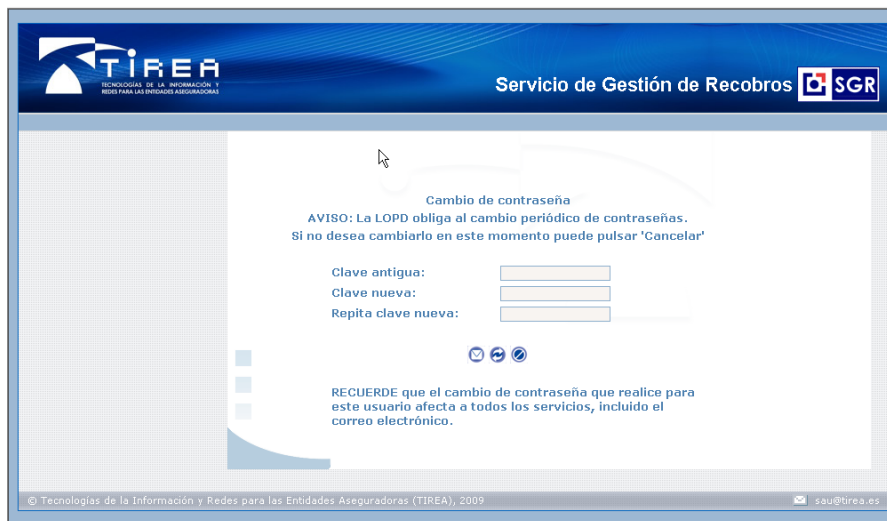 TIREA
TECNOLOGÍAS DE LA INFORMACIÓN Y
REDES PARA LAS ENTIDADES ASEGURADORAS
Servicio de Gestión de Recobros SGR
Cambio de contraseña
AVISO: La LOPD obliga al cambio periódico de contraseñas.
Si no desea cambiarlo en este momento puede pulsar 'Cancelar'
Clave antigua:
Clave nueva:
Repita clave nueva:
RECUERDE que el cambio de contraseña que realice para
este usuario afecta a todos los servicios, incluido el
correo electrónico.
© Tecnologías de la Información y Redes para las Entidades Aseguradoras (TIREA), 2009 sau@tirea.es